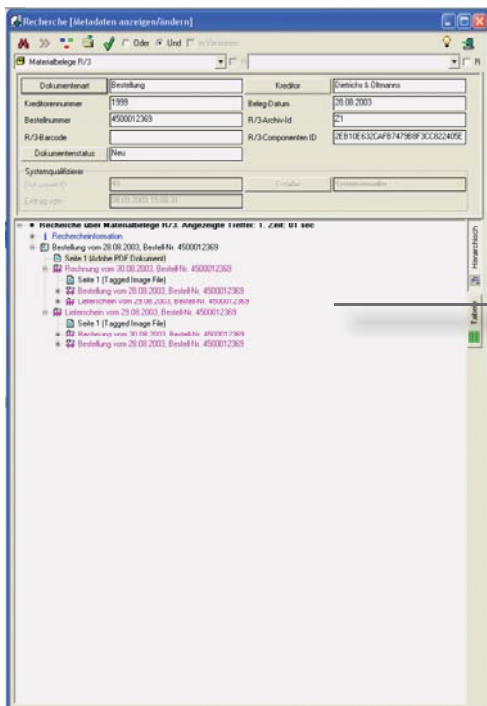 Recherche [Metadaten anzeigen/ändern]
Oder Und
Materialbelege R/3 R
Dokumentenart Bestellung Kreditor Dietrichs & Oltmanns
Kreditorennummer 1999 Beleg-Datum 28.08.2003
Bestellnummer 4500012369 R/3-Archiv-Id Z1
R/3-Barcode R/3-Componenten ID 2EB10E632CAFB7479B8F3CC822405E
Dokumentenstatus Neu
Systemqualifizierer
Recherche über Materialbelege R/3. Angezeigte Treffer: 1. Zeit: 01 sec
Rechercheinformation
Bestellung vom 28.08.2003, Bestell-Nr. 4500012369
Seite 1 (Adobe PDF Dokument)
Rechnung vom 30.08.2003, Bestell-Nr. 4500012369
Seite 1 (Tagged Image File)
Bestellung vom 28.08.2003, Bestell-Nr. 4500012369
Lieferschein vom 29.08.2003, Bestell-Nr. 4500012369
Lieferschein vom 29.08.2003, Bestell-Nr. 4500012369
Seite 1 (Tagged Image File)
Rechnung vom 30.08.2003, Bestell-Nr. 4500012369
Bestellung vom 28.08.2003, Bestell-Nr. 4500012369
Hierarchisch